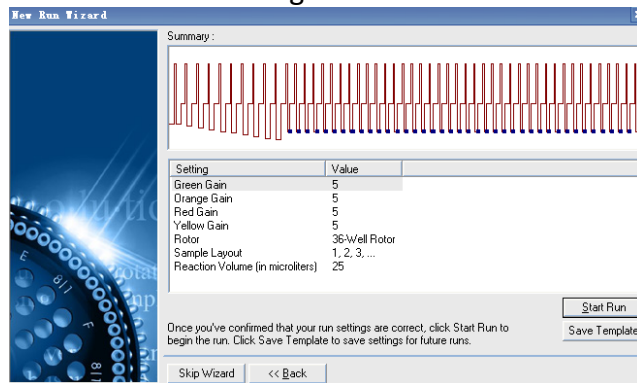 New Run Wizard
Summary :
Setting Value
Green Gain 5
Orange Gain 5
Red Gain 5
Yellow Gain 5
Rotor 36-Well Rotor
Sample Layout 1, 2, 3, ...
Reaction Volume (in microliters) 25
Start Run
Once you've confirmed that your run settings are correct, click Start Run to
begin the run. Click Save Template to save settings for future runs.
Save Template
Skip Wizard << Back